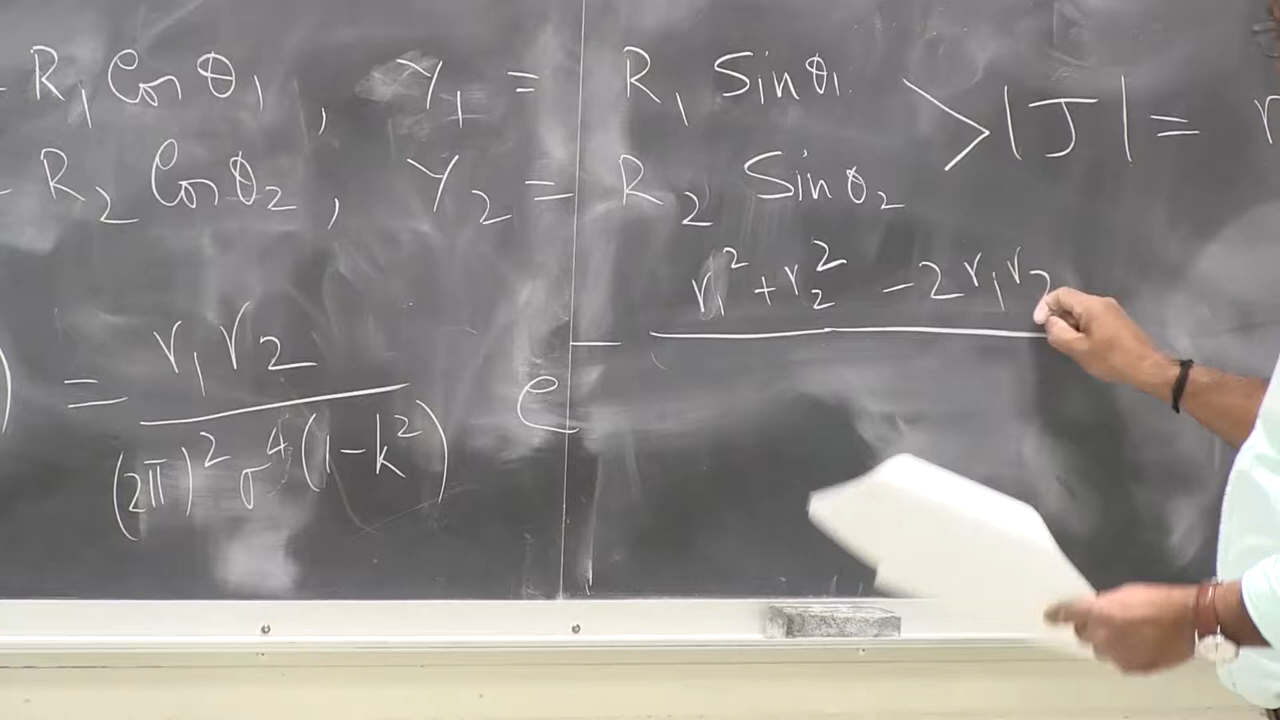 - R₁ Cos θ₁, Y₁ = R₁ Sin θ₁
> |J| = r
- R₂ Cos θ₂, Y₂ = R₂ Sin θ₂
) = r₁ r₂ / (2π)² σ⁴ (1 - k²) e^- r₁² + r₂² - 2 r₁ r₂